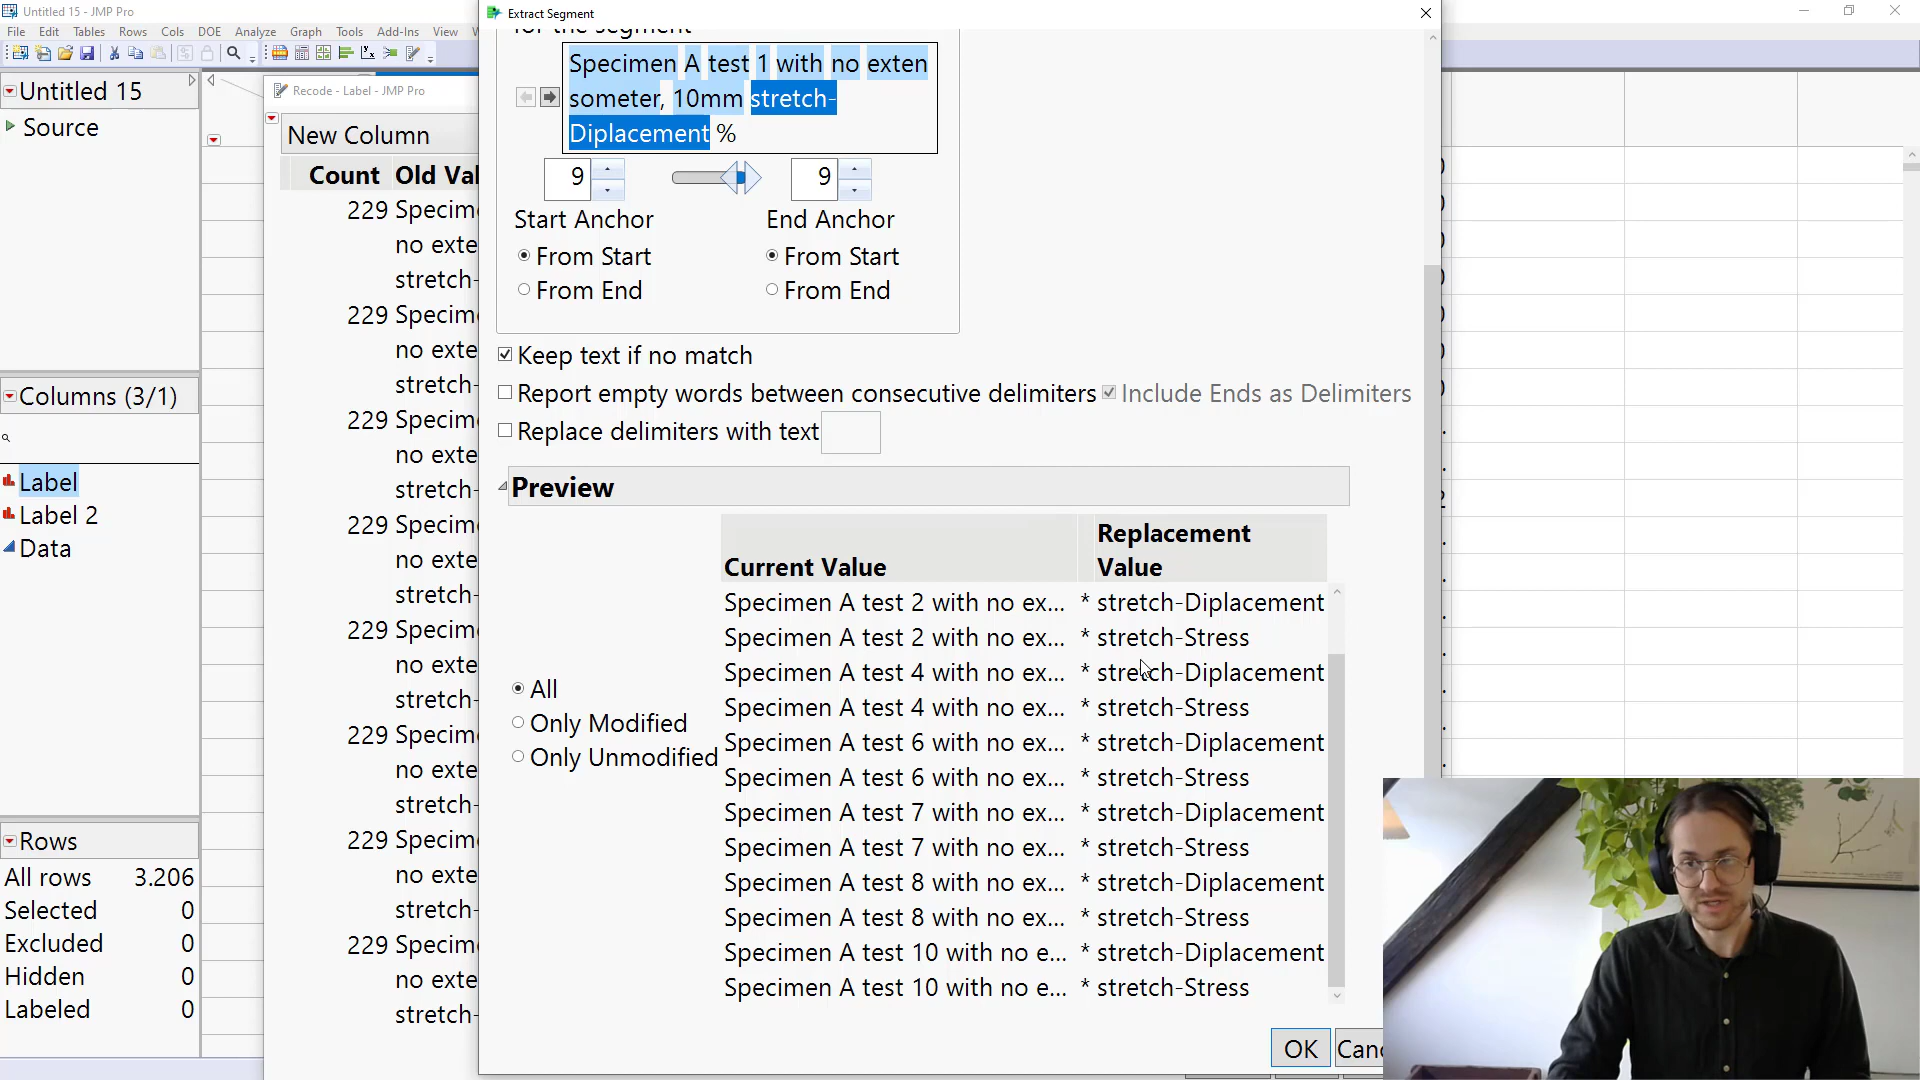 Untitled 15 - JMP Pro
File Edit Tables Rows Cols DOE Analyze Graph Tools Add-Ins View
Untitled 15
Source
Columns (3/1)
Label
Label 2
Data
Rows
All rows 3.206
Selected 0
Excluded 0
Hidden 0
Labeled 0
Recode - Label - JMP Pro
New Column
Count Old Val
229 Specime
no exte
stretch-
229 Specime
no exte
stretch-
229 Specime
no exte
stretch-
229 Specime
no exte
stretch-
229 Specime
no exte
stretch-
229 Specime
no exte
stretch-
229 Specime
no exte
stretch-
229 Specime
no exte
stretch-
Extract Segment
for the segment
Specimen A test 1 with no exten
someter, 10mm stretch-
Diplacement %
9 9
Start Anchor End Anchor
From Start From Start
From End From End
Keep text if no match
Report empty words between consecutive delimiters Include Ends as Delimiters
Replace delimiters with text
Preview
All
Only Modified
Only Unmodified
Current Value Replacement Value
Specimen A test 2 with no ex... * stretch-Diplacement
Specimen A test 2 with no ex... * stretch-Stress
Specimen A test 4 with no ex... * stretch-Diplacement
Specimen A test 4 with no ex... * stretch-Stress
Specimen A test 6 with no ex... * stretch-Diplacement
Specimen A test 6 with no ex... * stretch-Stress
Specimen A test 7 with no ex... * stretch-Diplacement
Specimen A test 7 with no ex... * stretch-Stress
Specimen A test 8 with no ex... * stretch-Diplacement
Specimen A test 8 with no ex... * stretch-Stress
Specimen A test 10 with no e... * stretch-Diplacement
Specimen A test 10 with no e... * stretch-Stress
OK Canc